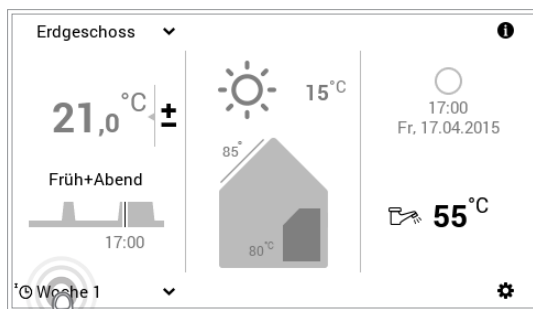 Erdgeschoss
21,0 °C ±
15 °C
17:00
Fr, 17.04.2015
85°
Früh+Abend
55 °C
80 °C
17:00
Woche 1